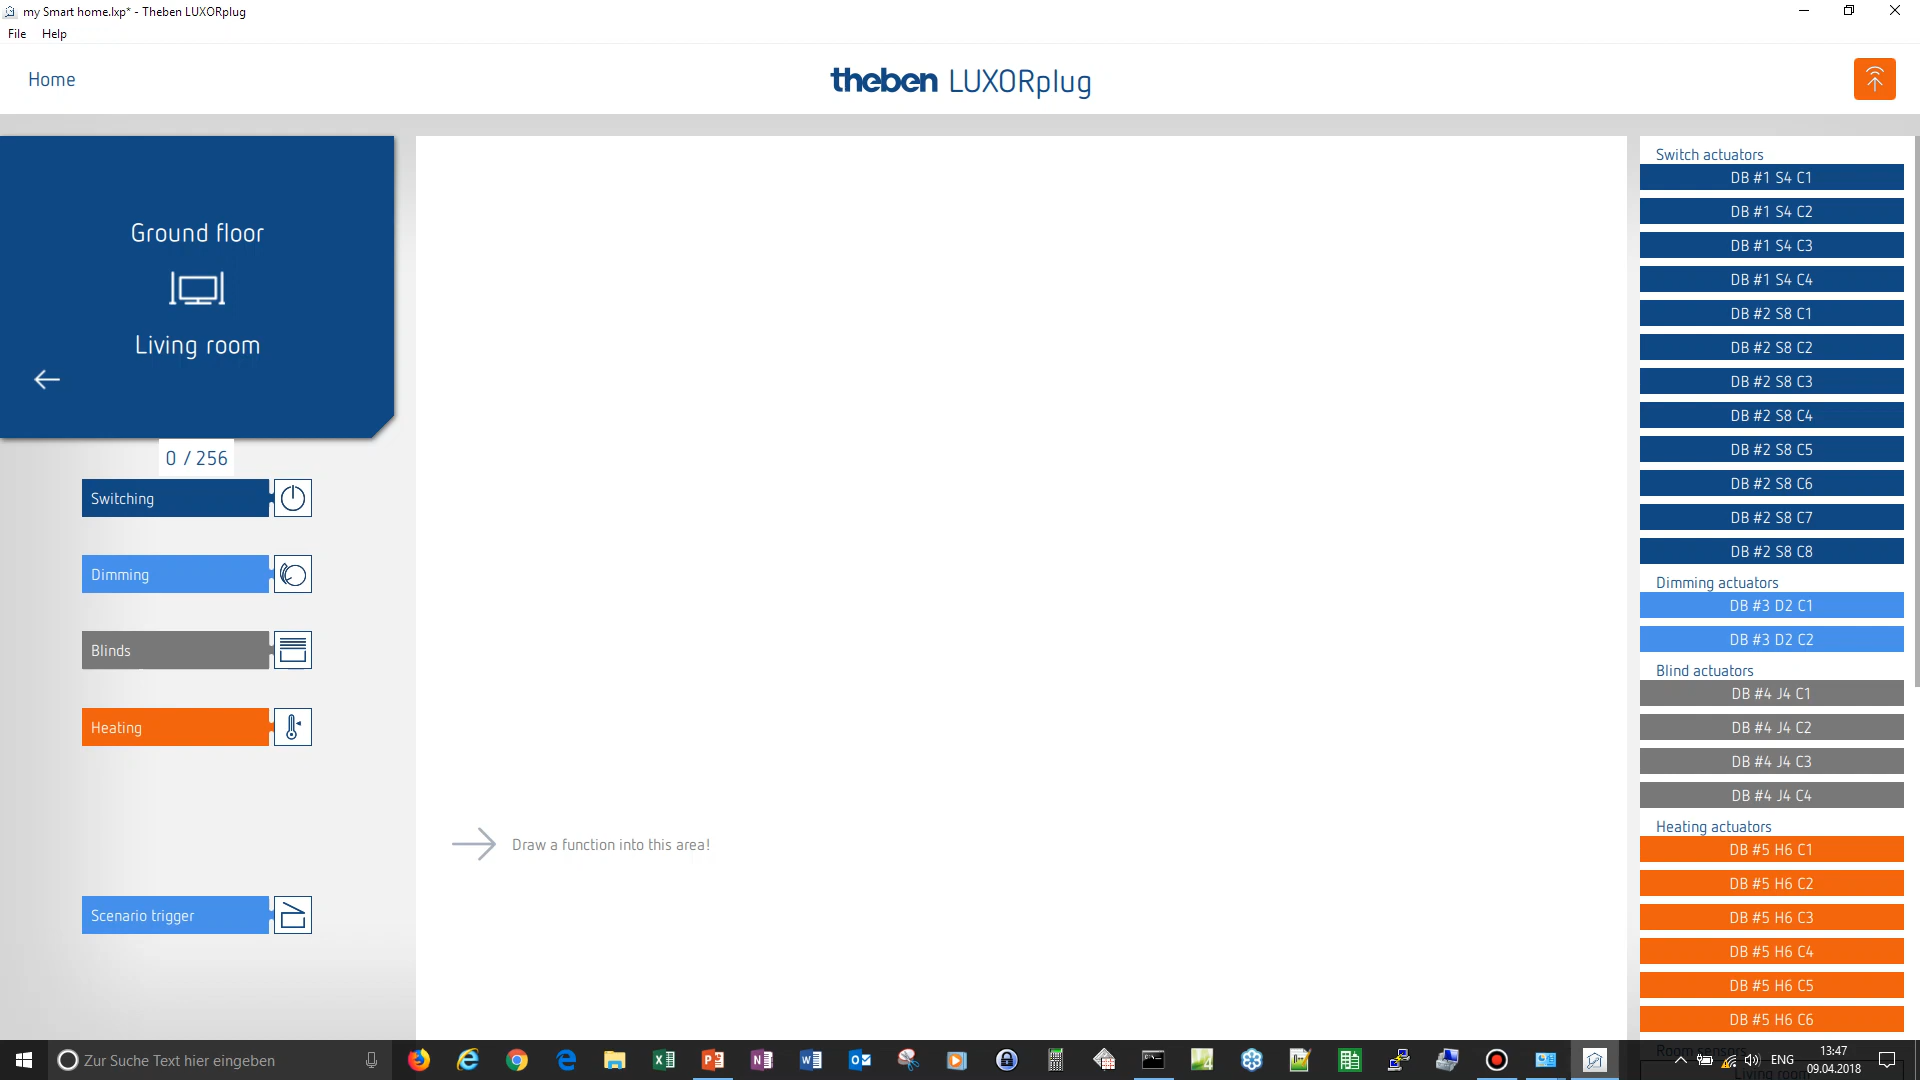 my Smart home.lxp* - Theben LUXORplug
File Help
Home
theben LUXORplug
Ground floor
Living room
0 / 256
Switching
Dimming
Blinds
Heating
Scenario trigger
Draw a function into this area!
Switch actuators
DB #1 S4 C1
DB #1 S4 C2
DB #1 S4 C3
DB #1 S4 C4
DB #2 S8 C1
DB #2 S8 C2
DB #2 S8 C3
DB #2 S8 C4
DB #2 S8 C5
DB #2 S8 C6
DB #2 S8 C7
DB #2 S8 C8
Dimming actuators
DB #3 D2 C1
DB #3 D2 C2
Blind actuators
DB #4 J4 C1
DB #4 J4 C2
DB #4 J4 C3
DB #4 J4 C4
Heating actuators
DB #5 H6 C1
DB #5 H6 C2
DB #5 H6 C3
DB #5 H6 C4
DB #5 H6 C5
DB #5 H6 C6
Room sensors
Living room
Zur Suche Text hier eingeben
ENG
13:47
09.04.2018